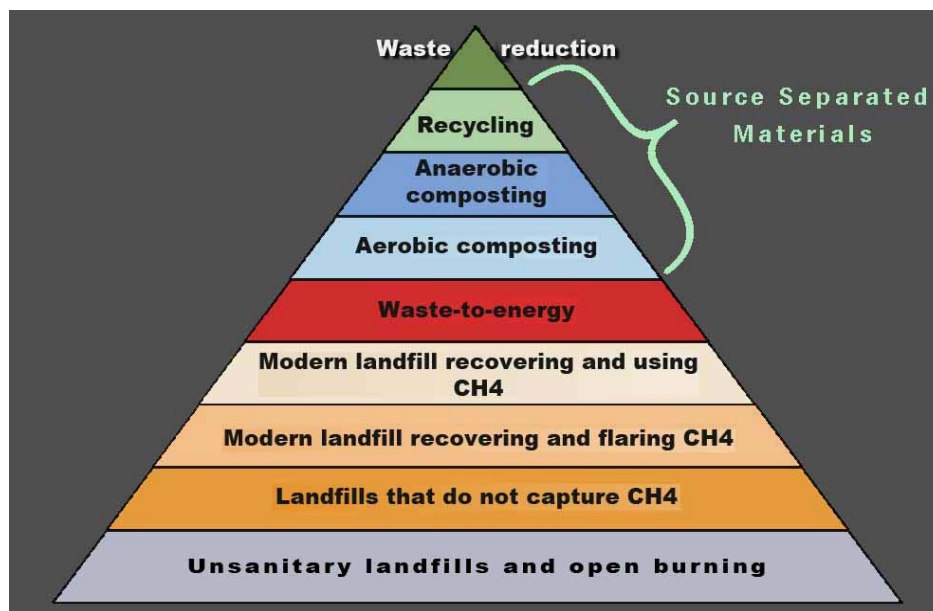 Waste reduction
Source Separated
Materials
Recycling
Anaerobic
composting
Aerobic composting
Waste-to-energy
Modern landfill recovering and using
CH4
Modern landfill recovering and flaring CH4
Landfills that do not capture CH4
Unsanitary landfills and open burning